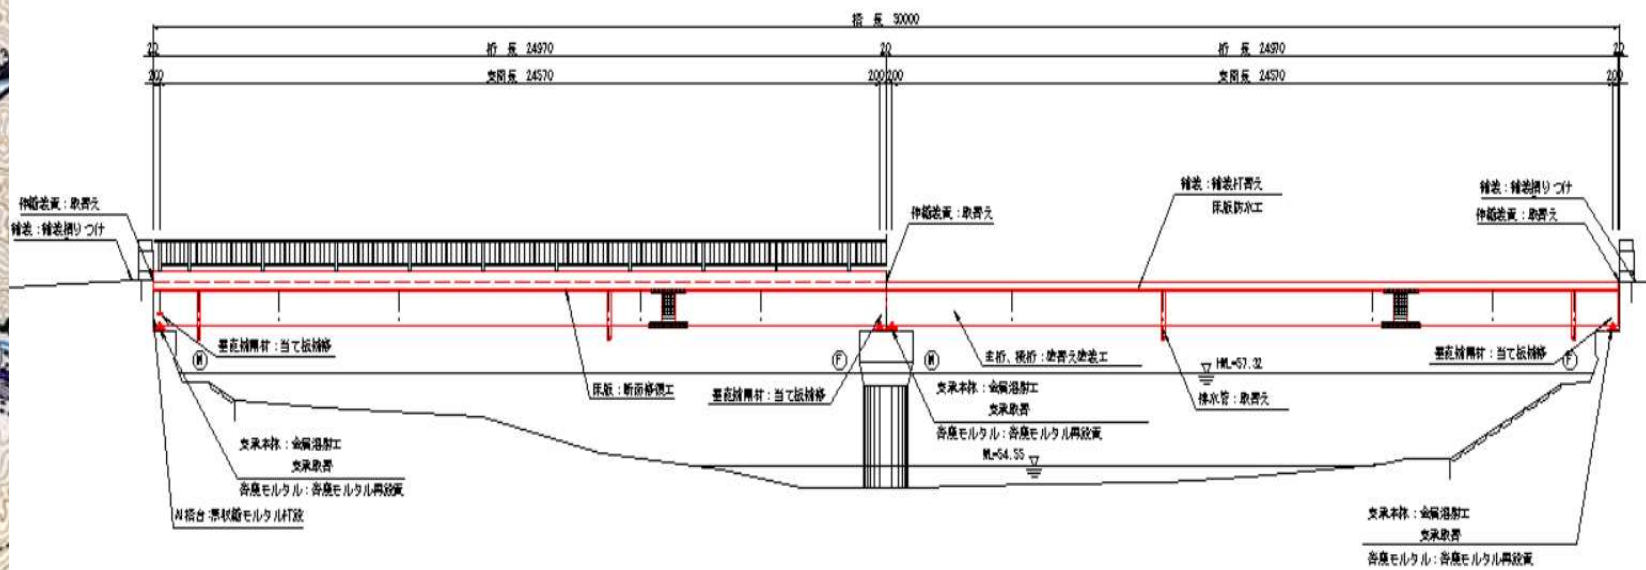 橋 長 50000
20
桁 長 24970
20
桁 長 24970
20
200
支間長 24570
200
200
支間長 24570
200
伸縮装置：取替え
舗装：舗装摺りつけ
伸縮装置：取替え
舗装：舗装打替え
床版防水工
舗装：舗装摺りつけ
伸縮装置：取替え
垂直補剛材：当て板補修
M
床版：断面修復工
垂直補剛材：当て板補修
F
M
主桁、横桁：塗替え塗装工
HWL=57.32
排水管：取替え
垂直補剛材：当て板補修
F
支承本体：金属溶射工
支承取替
沓座モルタル：沓座モルタル再設置
WL=54.55
支承本体：金属溶射工
支承取替
沓座モルタル：沓座モルタル再設置
A1橋台：無収縮モルタル打設
支承本体：金属溶射工
支承取替
沓座モルタル：沓座モルタル再設置